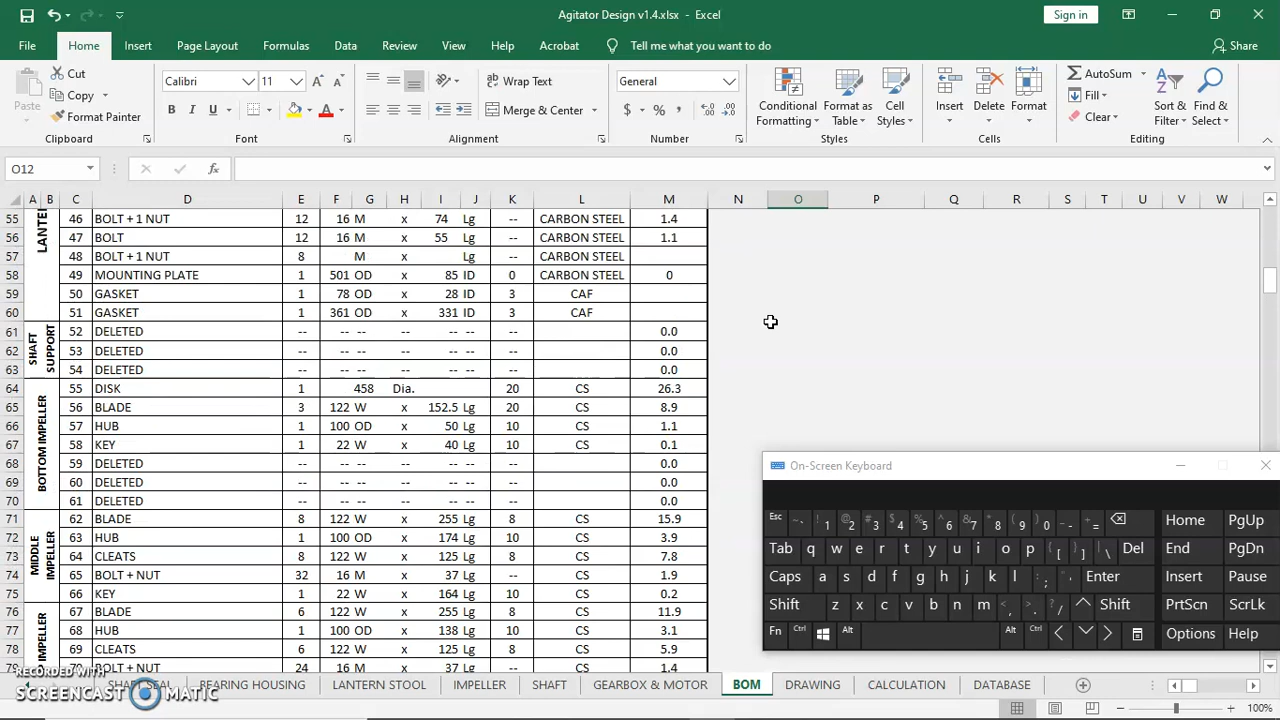 Agitator Design v1.4.xlsx - Excel
Sign in
File Home Insert Page Layout Formulas Data Review View Help Acrobat Tell me what you want to do Share
Paste Cut Copy Format Painter Clipboard
Calibri 11 B I U A Font
Wrap Text Merge & Center Alignment
General $ % , Number
Conditional Formatting Format as Table Cell Styles Styles
Insert Delete Format Cells
AutoSum Fill Clear Sort & Filter Find & Select Editing
O12 fx
A B C D E F G H I J K L M N O P Q R S T U V W
LANTE
55 46 BOLT + 1 NUT 12 16 M x 74 Lg -- CARBON STEEL 1.4
56 47 BOLT 12 16 M x 55 Lg -- CARBON STEEL 1.1
57 48 BOLT + 1 NUT 8 M x Lg -- CARBON STEEL
58 49 MOUNTING PLATE 1 501 OD x 85 ID 0 CARBON STEEL 0
59 50 GASKET 1 78 OD x 28 ID 3 CAF
60 51 GASKET 1 361 OD x 331 ID 3 CAF
SHAFT SUPPORT
61 52 DELETED -- -- -- -- -- -- -- 0.0
62 53 DELETED -- -- -- -- -- -- -- 0.0
63 54 DELETED -- -- -- -- -- -- -- 0.0
BOTTOM IMPELLER
64 55 DISK 1 458 Dia. 20 CS 26.3
65 56 BLADE 3 122 W x 152.5 Lg 20 CS 8.9
66 57 HUB 1 100 OD x 50 Lg 10 CS 1.1
67 58 KEY 1 22 W x 40 Lg 10 CS 0.1
68 59 DELETED -- -- -- -- -- -- -- 0.0
69 60 DELETED -- -- -- -- -- -- -- 0.0
70 61 DELETED -- -- -- -- -- -- -- 0.0
MIDDLE IMPELLER
71 62 BLADE 8 122 W x 255 Lg 8 CS 15.9
72 63 HUB 1 100 OD x 174 Lg 10 CS 3.9
73 64 CLEATS 8 122 W x 125 Lg 8 CS 7.8
74 65 BOLT + NUT 32 16 M x 37 Lg -- CS 1.9
75 66 KEY 1 22 W x 164 Lg 10 CS 0.2
IMPELLER
76 67 BLADE 6 122 W x 255 Lg 8 CS 11.9
77 68 HUB 1 100 OD x 138 Lg 10 CS 3.1
78 69 CLEATS 6 122 W x 125 Lg 8 CS 5.9
79 BOLT + NUT 24 16 M x 37 Lg -- CS 1.4
On-Screen Keyboard
Esc ~ ` ! 1 @ 2 # 3 $ 4 % 5 ^ 6 & 7 * 8 ( 9 ) 0 _ - + = Home PgUp
Tab q w e r t y u i o p { [ } ] | \ Del End PgDn
Caps a s d f g h j k l : ; " ' Enter Insert Pause
Shift z x c v b n m < , > . ? / Shift PrtScn ScrLk
Fn Ctrl Alt Alt Ctrl Options Help
SHAFT SEAL BEARING HOUSING LANTERN STOOL IMPELLER SHAFT GEARBOX & MOTOR BOM DRAWING CALCULATION DATABASE
RECORDED WITH
SCREENCAST MATIC
100%